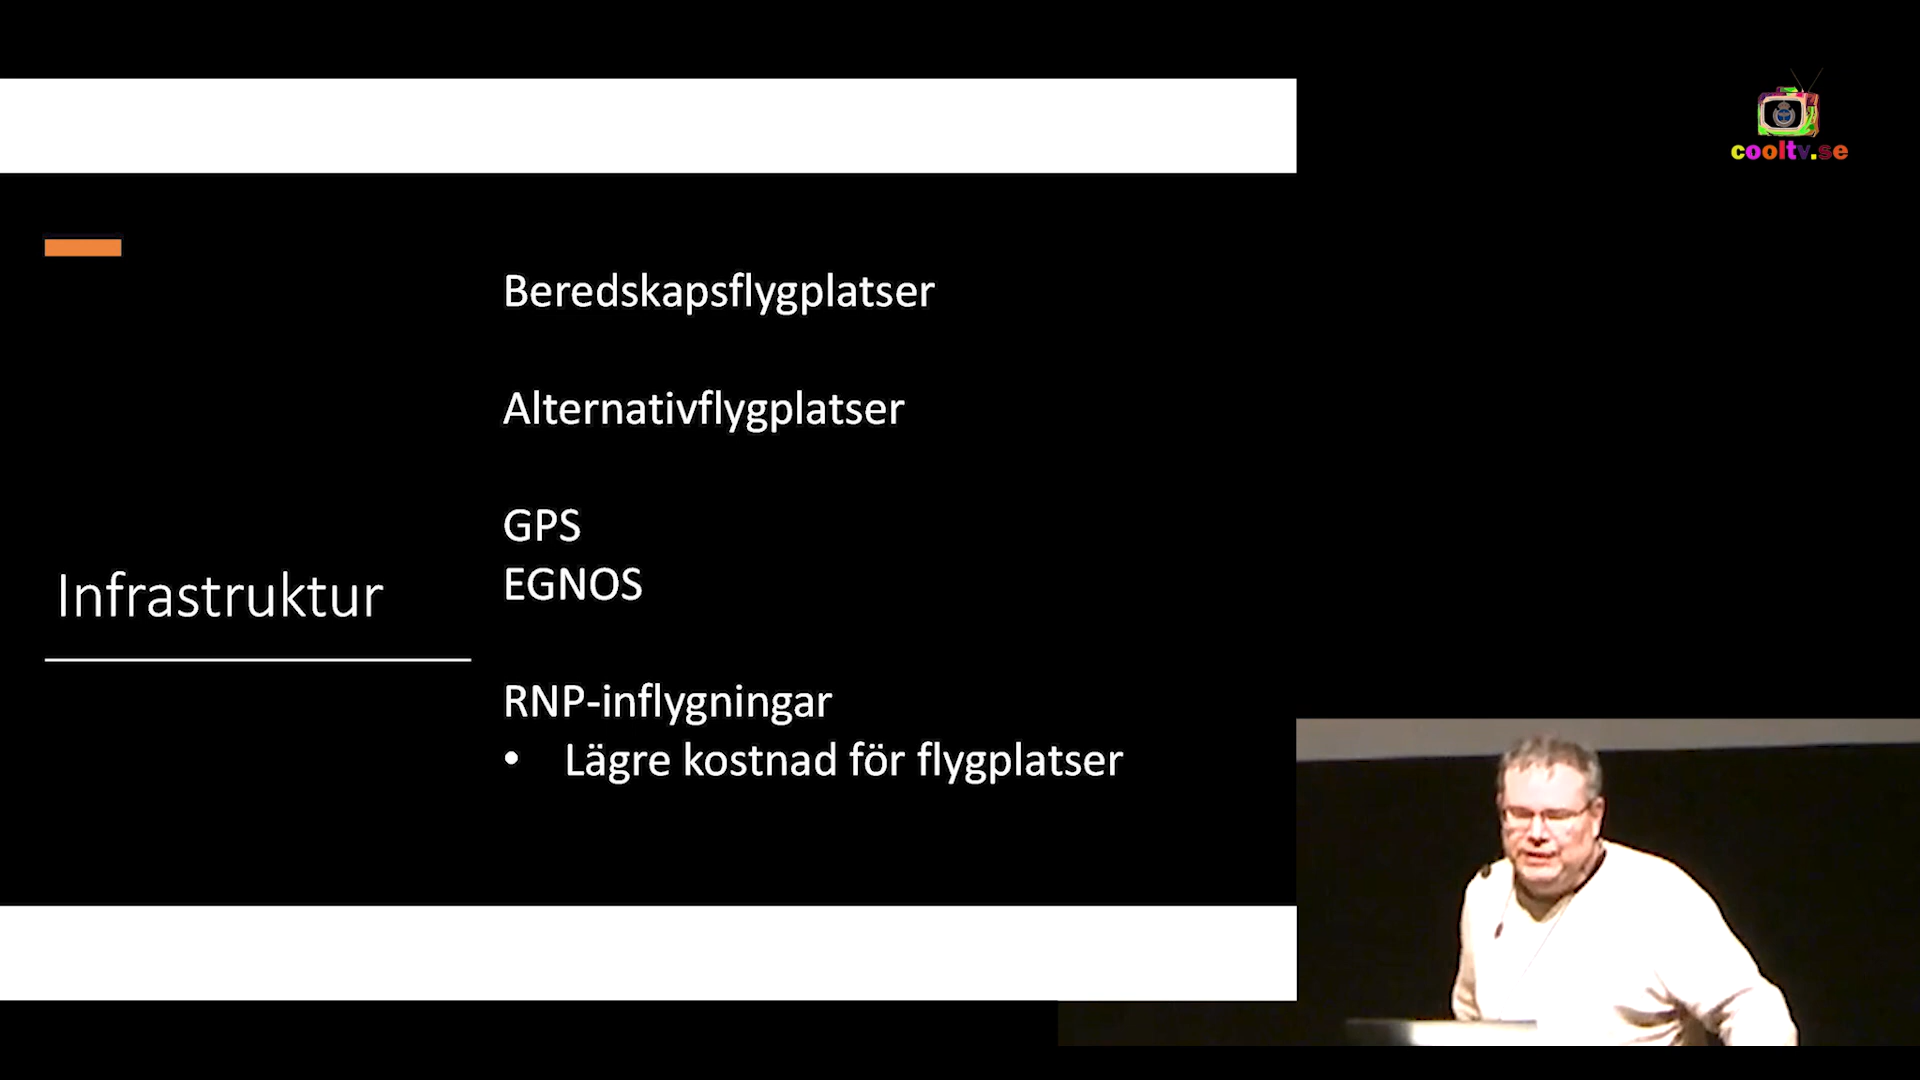 cooltv.se
Infrastruktur
Beredskapsflygplatser
Alternativflygplatser
GPS
EGNOS
RNP-inflygningar
• Lägre kostnad för flygplatser